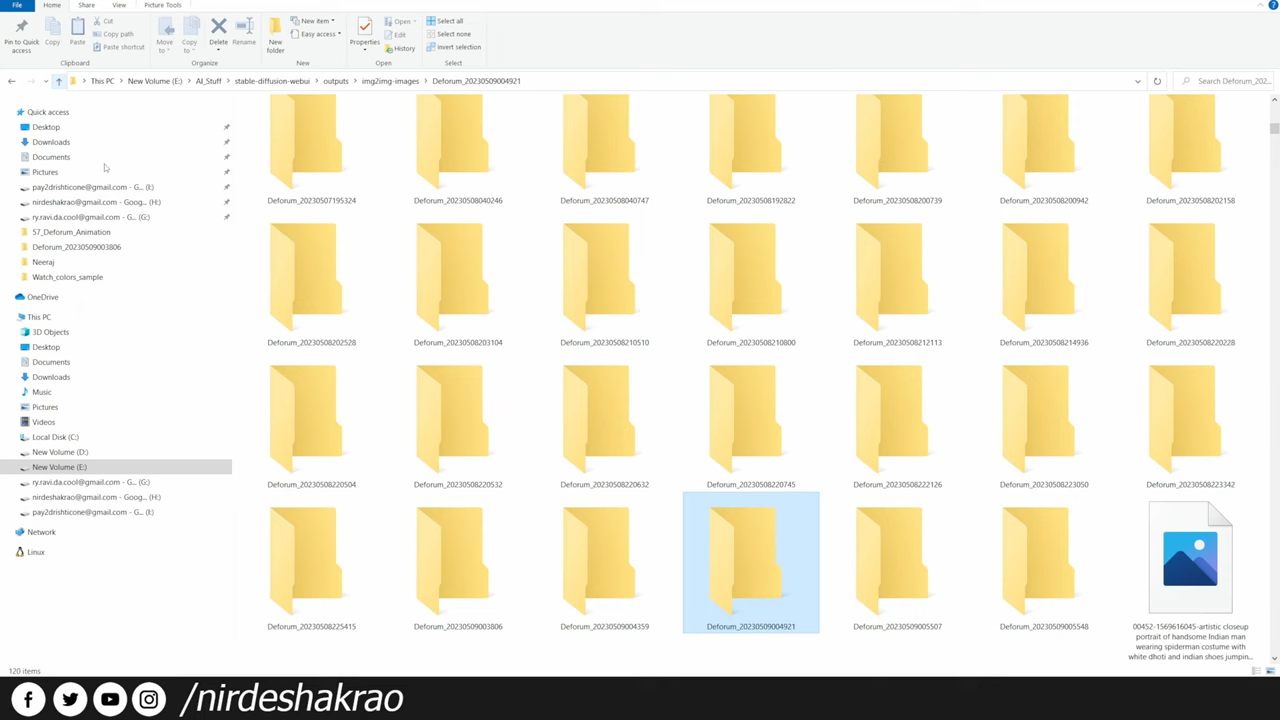 File Home Share View Picture Tools
Pin to Quick access
Copy
Paste
Cut
Copy path
Paste shortcut
Clipboard
Move to
Copy to
Delete
Rename
Organize
New folder
New item
Easy access
New
Properties
Open
Edit
History
Open
Select all
Select none
Invert selection
Select
This PC > New Volume (E:) > AI_Stuff > stable-diffusion-webui > outputs > img2img-images > Deforum_20230509004921
Search Deforum_202...
Quick access
Desktop
Downloads
Documents
Pictures
pay2drishticone@gmail.com - G... (I:)
nirdeshakrao@gmail.com - Goog... (H:)
ry.ravi.da.cool@gmail.com - G... (G:)
57_Deforum_Animation
Deforum_20230509003806
Neeraj
Watch_colors_sample
OneDrive
This PC
3D Objects
Desktop
Documents
Downloads
Music
Pictures
Videos
Local Disk (C:)
New Volume (D:)
New Volume (E:)
ry.ravi.da.cool@gmail.com - G... (G:)
nirdeshakrao@gmail.com - Goog... (H:)
pay2drishticone@gmail.com - G... (I:)
Network
Linux
Deforum_20230507195324 Deforum_20230508040246 Deforum_20230508040747 Deforum_20230508192822 Deforum_20230508200739 Deforum_20230508200942 Deforum_20230508202158
Deforum_20230508202528 Deforum_20230508203104 Deforum_20230508210510 Deforum_20230508210800 Deforum_20230508212113 Deforum_20230508214936 Deforum_20230508220228
Deforum_20230508220504 Deforum_20230508220532 Deforum_20230508220632 Deforum_20230508220745 Deforum_20230508222126 Deforum_20230508223050 Deforum_20230508223342
Deforum_20230508225415 Deforum_20230509003806 Deforum_20230509004359 Deforum_20230509004921 Deforum_20230509005507 Deforum_20230509005548
00452-1569616045-artistic closeup
portrait of handsome Indian man
wearing spiderman costume with
white dhoti and indian shoes jumpin...
120 items
/nirdeshakrao